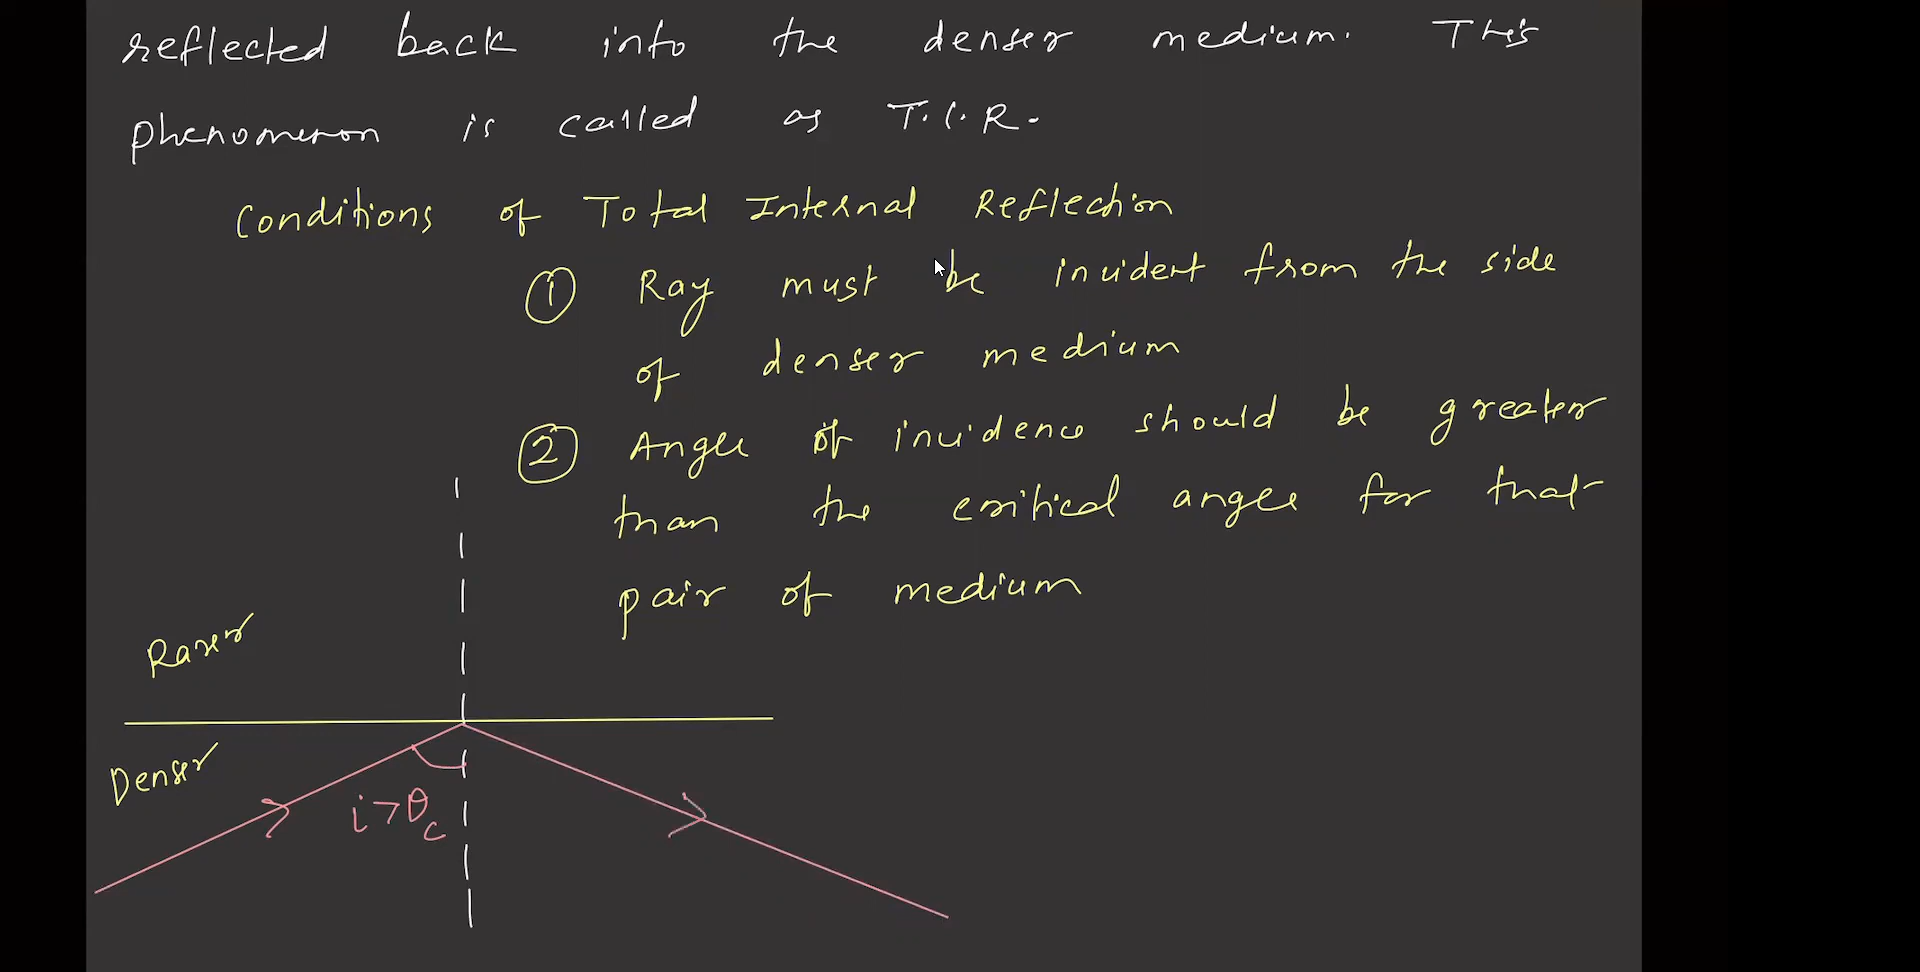 reflected back into the denser medium. This
phenomenon is called as T.I.R.
Conditions of Total Internal Reflection
① Ray must be incident from the side
of denser medium
② Angle of incidence should be greater
than the critical angle for that
pair of medium
Rarer
Denser
i>θc